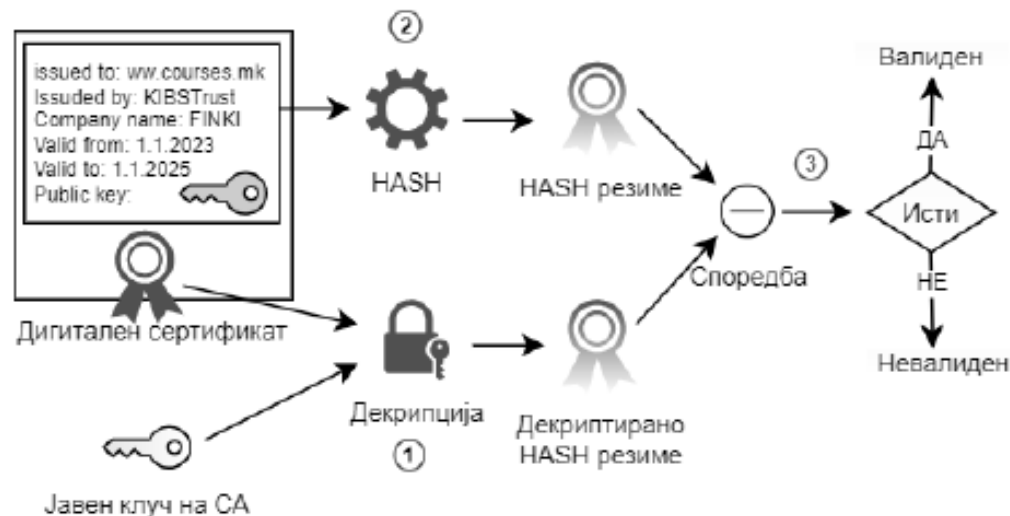 issued to: ww.courses.mk
Issuded by: KIBSTrust
Company name: FINKI
Valid from: 1.1.2023
Valid to: 1.1.2025
Public key:
Дигитален сертификат
2
HASH
HASH резиме
3
Споредба
Валиден
ДА
Исти
НЕ
Невалиден
Декрипција
1
Декриптирано
HASH резиме
Јавен клуч на CA